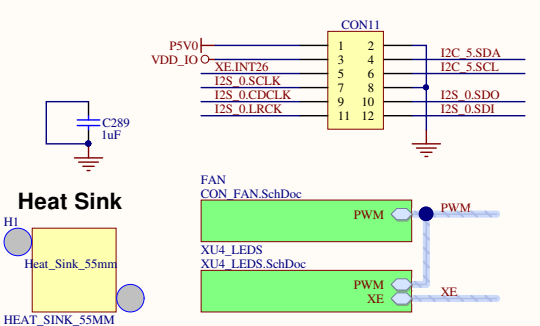 CON11
P5V0 1 2
VDD_IO 3 4 I2C_5.SDA
XE.INT26 5 6 I2C_5.SCL
I2S_0.SCLK 7 8
I2S_0.CDCLK 9 10 I2S_0.SDO
I2S_0.LRCK 11 12 I2S_0.SDI
C289
1uF
Heat Sink
H1
Heat_Sink_55mm
HEAT_SINK_55MM
FAN
CON_FAN.SchDoc
PWM PWM
XU4_LEDS
XU4_LEDS.SchDoc
PWM
XE XE